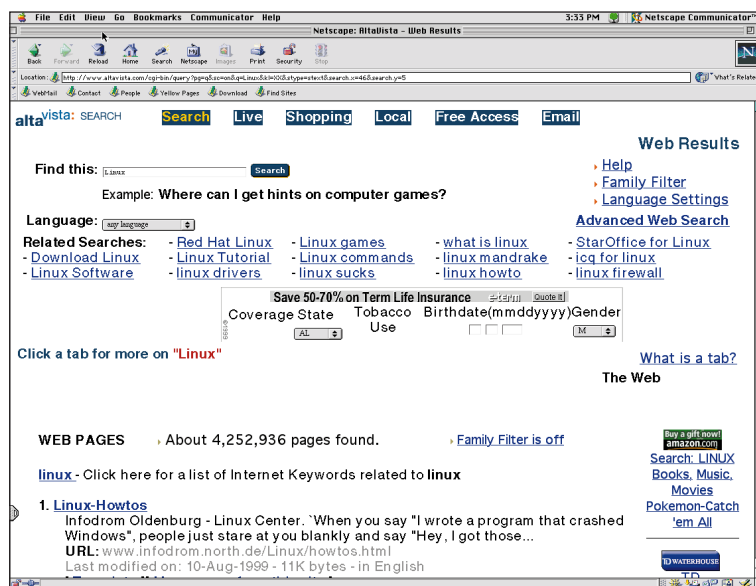 File Edit View Go Bookmarks Communicator Help 3:33 PM Netscape Communicator™
Netscape: AltaVista - Web Results
Back Forward Reload Home Search Netscape Images Print Security Stop N
Location: http://www.altavista.com/cgi-bin/query?pg=q&sc=on&q=Linux&kl=XX&stype=stext&search.x=46&search.y=5 What's Relate
WebMail Contact People Yellow Pages Download Find Sites
altavista: SEARCH Search Live Shopping Local Free Access Email
Web Results
Find this: Linux Search
Help
Family Filter
Example: Where can I get hints on computer games?
Language Settings
Language: any language
Advanced Web Search
Related Searches: - Red Hat Linux - Linux games - what is linux - StarOffice for Linux
- Download Linux - Linux Tutorial - Linux commands - linux mandrake - icq for linux
- Linux Software - linux drivers - linux sucks - linux howto - linux firewall
Save 50-70% on Term Life Insurance e-term Quote It!
Coverage State Tobacco Use Birthdate(mmddyyyy) Gender
©1999 AL M
Click a tab for more on "Linux"
What is a tab?
The Web
WEB PAGES About 4,252,936 pages found. Family Filter is off
Buy a gift now!
amazon.com
Search: LINUX
Books, Music,
Movies
Pokemon-Catch
'em All
linux - Click here for a list of Internet Keywords related to linux
1. Linux-Howtos
Infodrom Oldenburg - Linux Center. `When you say "I wrote a program that crashed
Windows", people just stare at you blankly and say "Hey, I got those...
URL: www.infodrom.north.de/Linux/howtos.html
Last modified on: 10-Aug-1999 - 11K bytes - in English
TD WATERHOUSE
TD